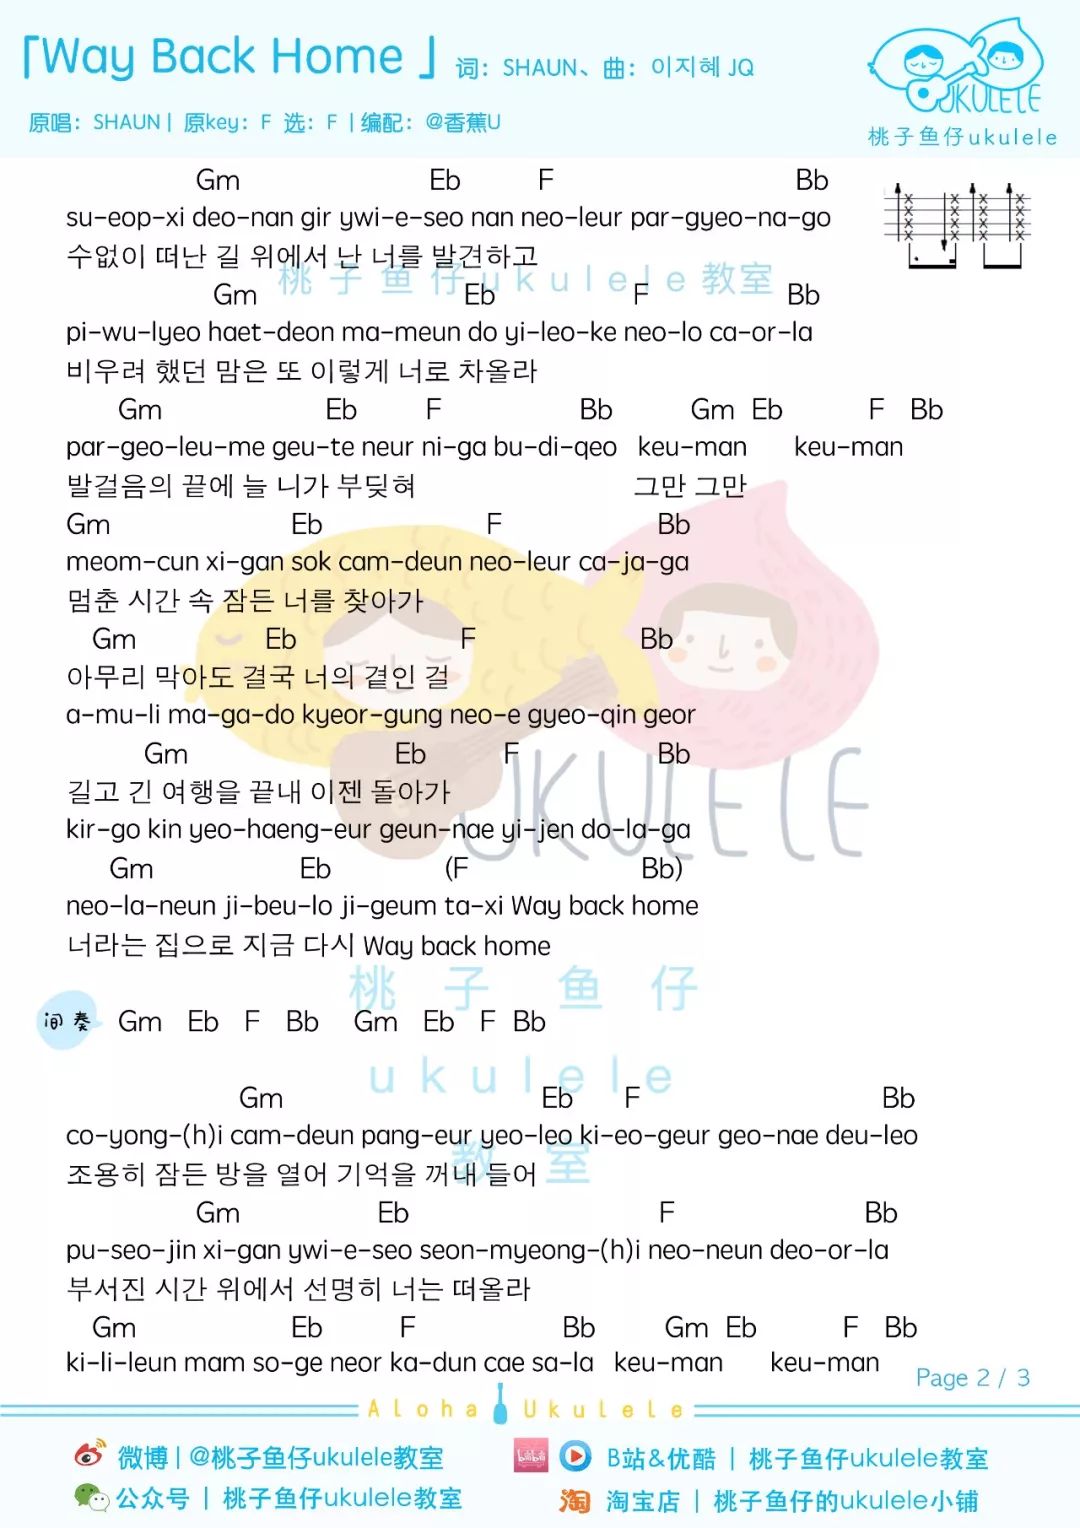 「Way Back Home」 词：SHAUN、曲：이지혜 JQ
原唱：SHAUN | 原key：F 选：F | 编配：@香蕉U
UKULELE
桃子鱼仔ukulele
Gm Eb F Bb
su-eop-xi deo-nan gir ywi-e-seo nan neo-leur par-gyeo-na-go
수없이 떠난 길 위에서 난 너를 발견하고
桃子鱼仔ukulele教室
Gm Eb F Bb
pi-wu-lyeo haet-deon ma-meun do yi-leo-ke neo-lo ca-or-la
비우려 했던 맘은 또 이렇게 너로 차올라
Gm Eb F Bb Gm Eb F Bb
par-geo-leu-me geu-te neur ni-ga bu-di-qeo keu-man keu-man
발걸음의 끝에 늘 니가 부딪혀 그만 그만
Gm Eb F Bb
meom-cun xi-gan sok cam-deun neo-leur ca-ja-ga
멈춘 시간 속 잠든 너를 찾아가
Gm Eb F Bb
아무리 막아도 결국 너의 곁인 걸
a-mu-li ma-ga-do kyeor-gung neo-e gyeo-qin geor
Gm Eb F Bb
길고 긴 여행을 끝내 이젠 돌아가
UKULELE
kir-go kin yeo-haeng-eur geun-nae yi-jen do-la-ga
Gm Eb (F Bb)
neo-la-neun ji-beu-lo ji-geum ta-xi Way back home
너라는 집으로 지금 다시 Way back home
桃子鱼仔
间奏 Gm Eb F Bb Gm Eb F Bb
ukulele
Gm Eb F Bb
co-yong-(h)i cam-deun pang-eur yeo-leo ki-eo-geur geo-nae deu-leo
教室
조용히 잠든 방을 열어 기억을 꺼내 들어
Gm Eb F Bb
pu-seo-jin xi-gan ywi-e-seo seon-myeong-(h)i neo-neun deo-or-la
부서진 시간 위에서 선명히 너는 떠올라
Gm Eb F Bb Gm Eb F Bb
ki-li-leun mam so-ge neor ka-dun cae sa-la keu-man keu-man
Page 2 / 3
Aloha Ukulele
微博 | @桃子鱼仔ukulele教室
B站&优酷 | 桃子鱼仔ukulele教室
公众号 | 桃子鱼仔ukulele教室
淘 淘宝店 | 桃子鱼仔的ukulele小铺